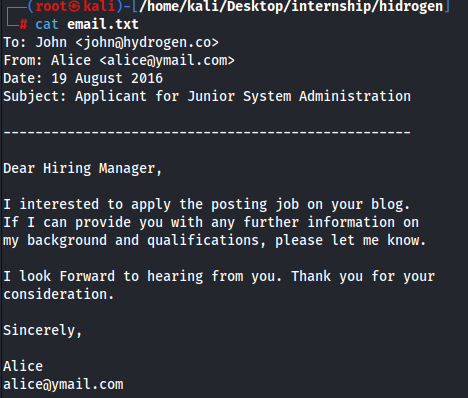 (root㉿kali)-[/home/kali/Desktop/internship/hidrogen]
# cat email.txt
To: John <john@hydrogen.co>
From: Alice <alice@ymail.com>
Date: 19 August 2016
Subject: Applicant for Junior System Administration
---------------------------------------------------
Dear Hiring Manager,
I interested to apply the posting job on your blog.
If I can provide you with any further information on
my background and qualifications, please let me know.
I look Forward to hearing from you. Thank you for your
consideration.
Sincerely,
Alice
alice@ymail.com